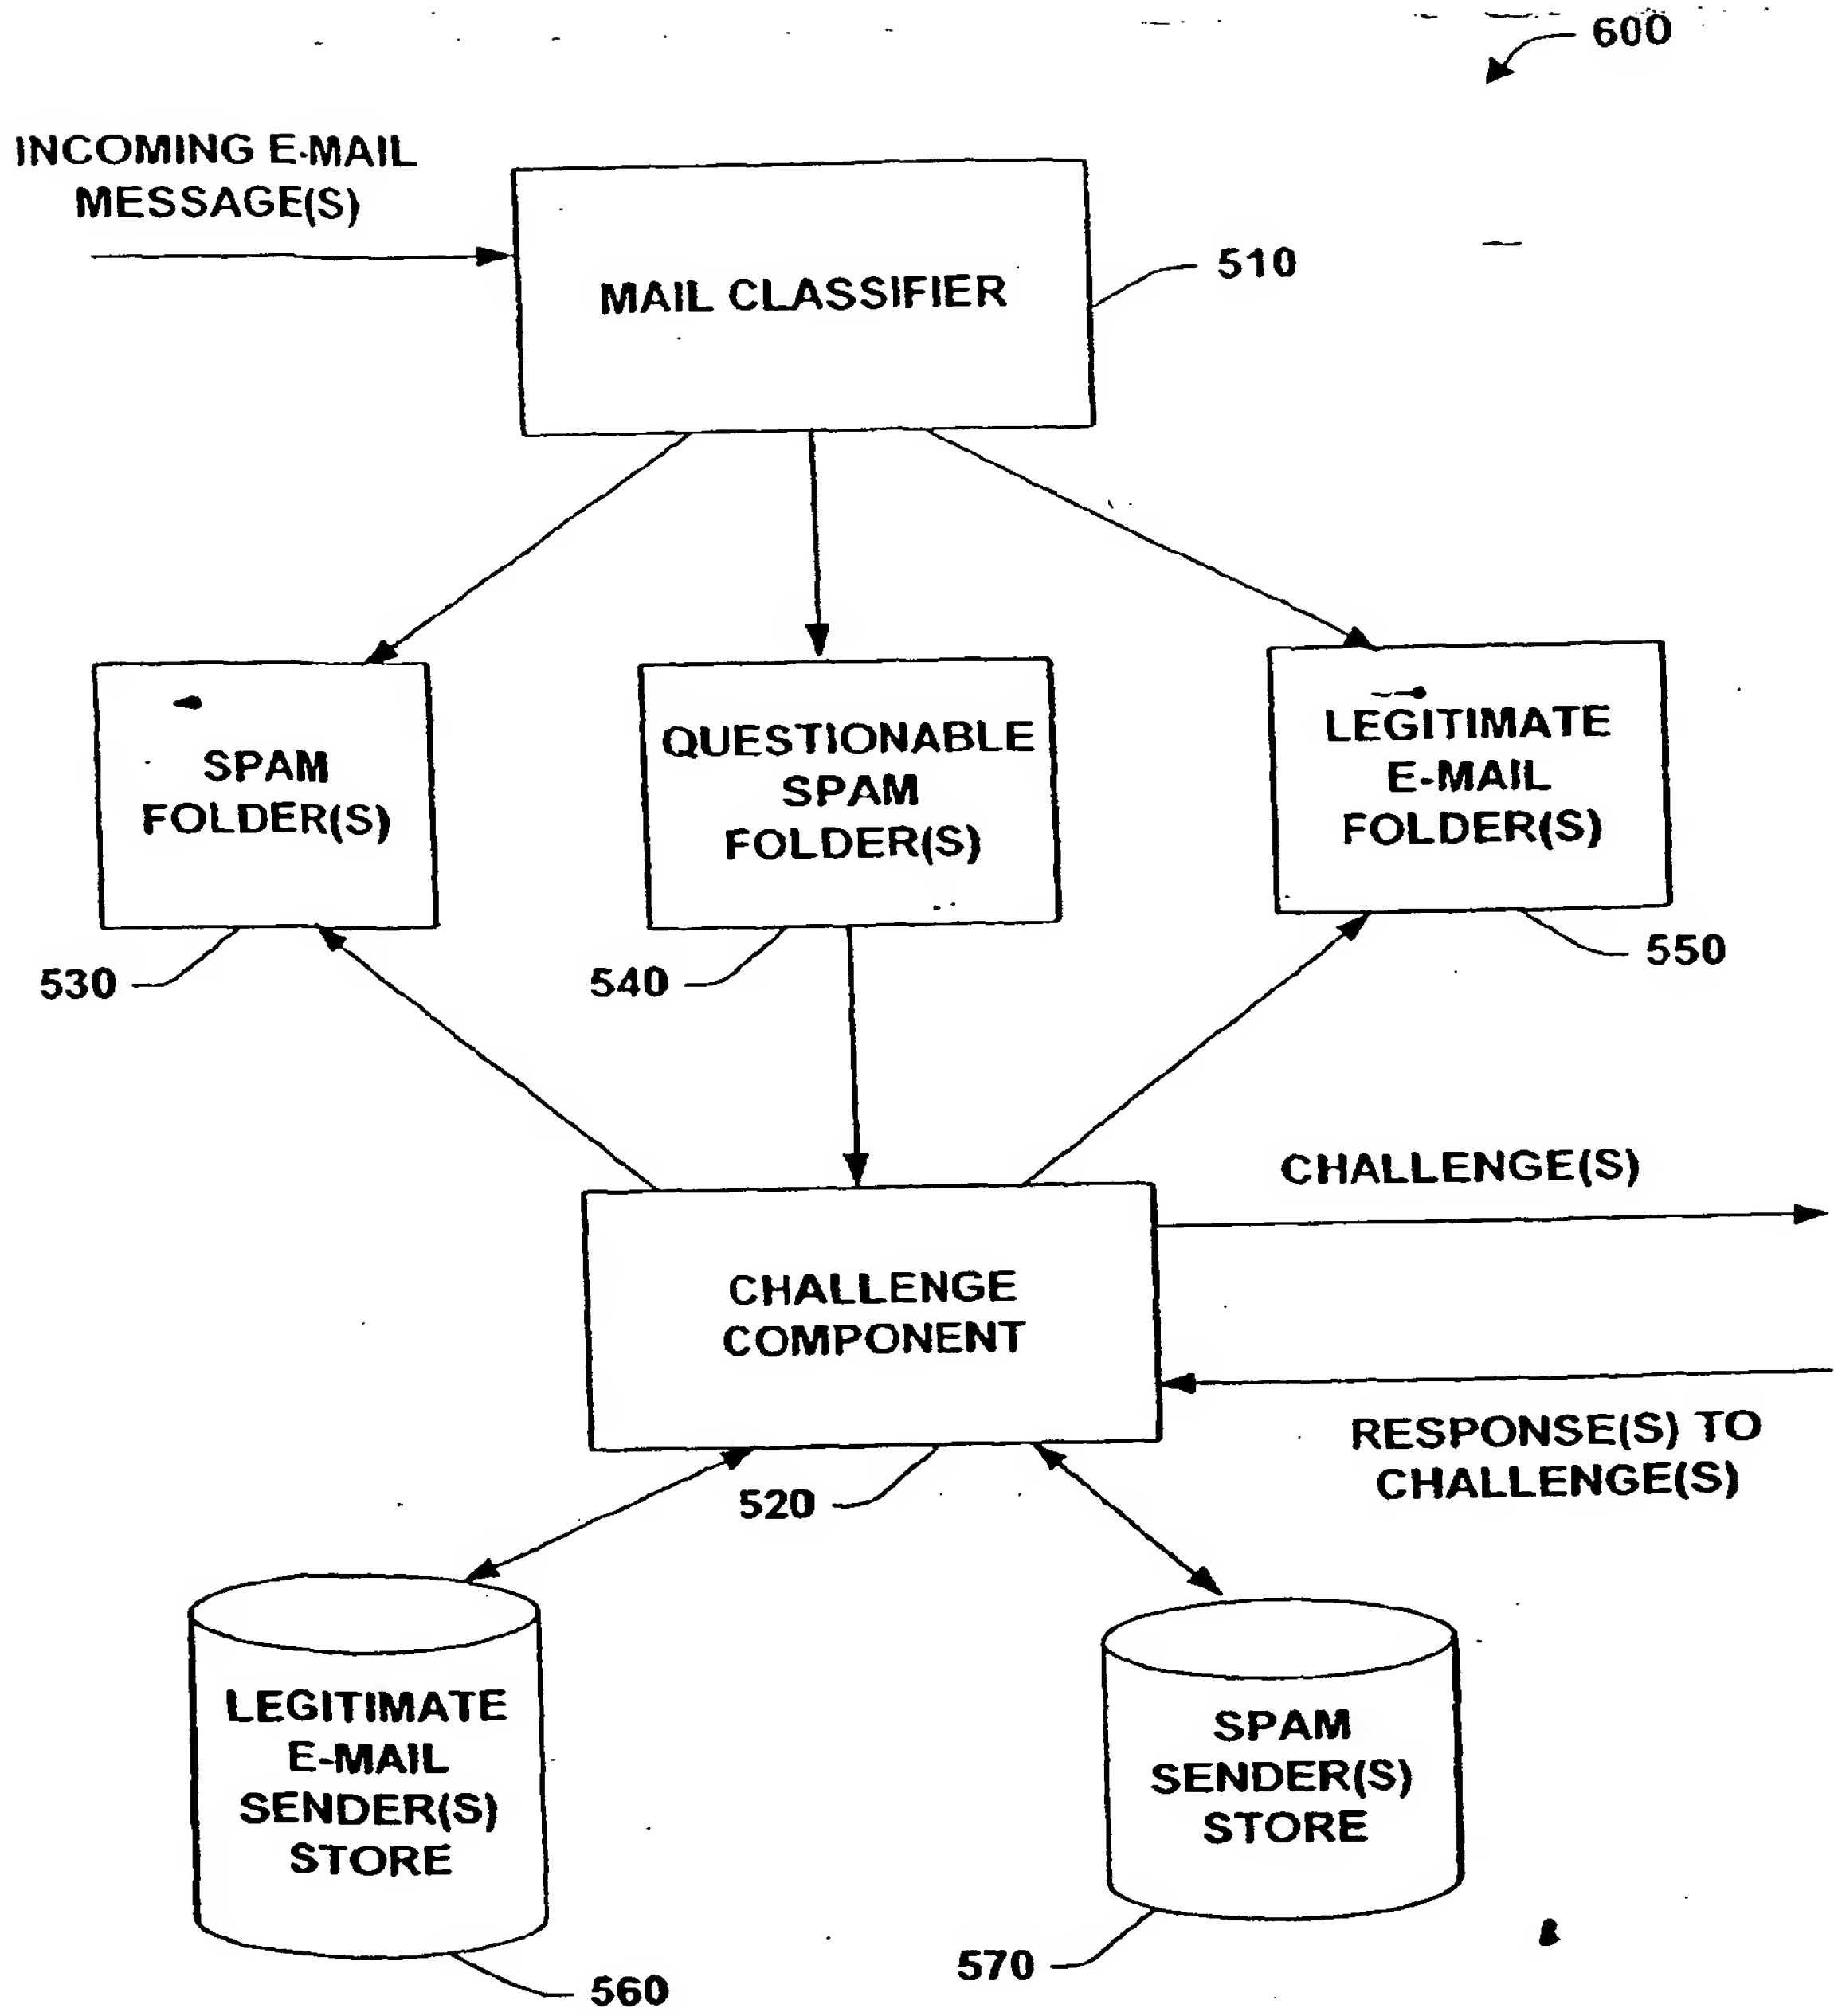 600
INCOMING E-MAIL
MESSAGE(S)
MAIL CLASSIFIER
510
SPAM
FOLDER(S)
QUESTIONABLE
SPAM
FOLDER(S)
LEGITIMATE
E-MAIL
FOLDER(S)
530
540
550
CHALLENGE(S)
CHALLENGE
COMPONENT
RESPONSE(S) TO
CHALLENGE(S)
520
LEGITIMATE
E-MAIL
SENDER(S)
STORE
SPAM
SENDER(S)
STORE
560
570